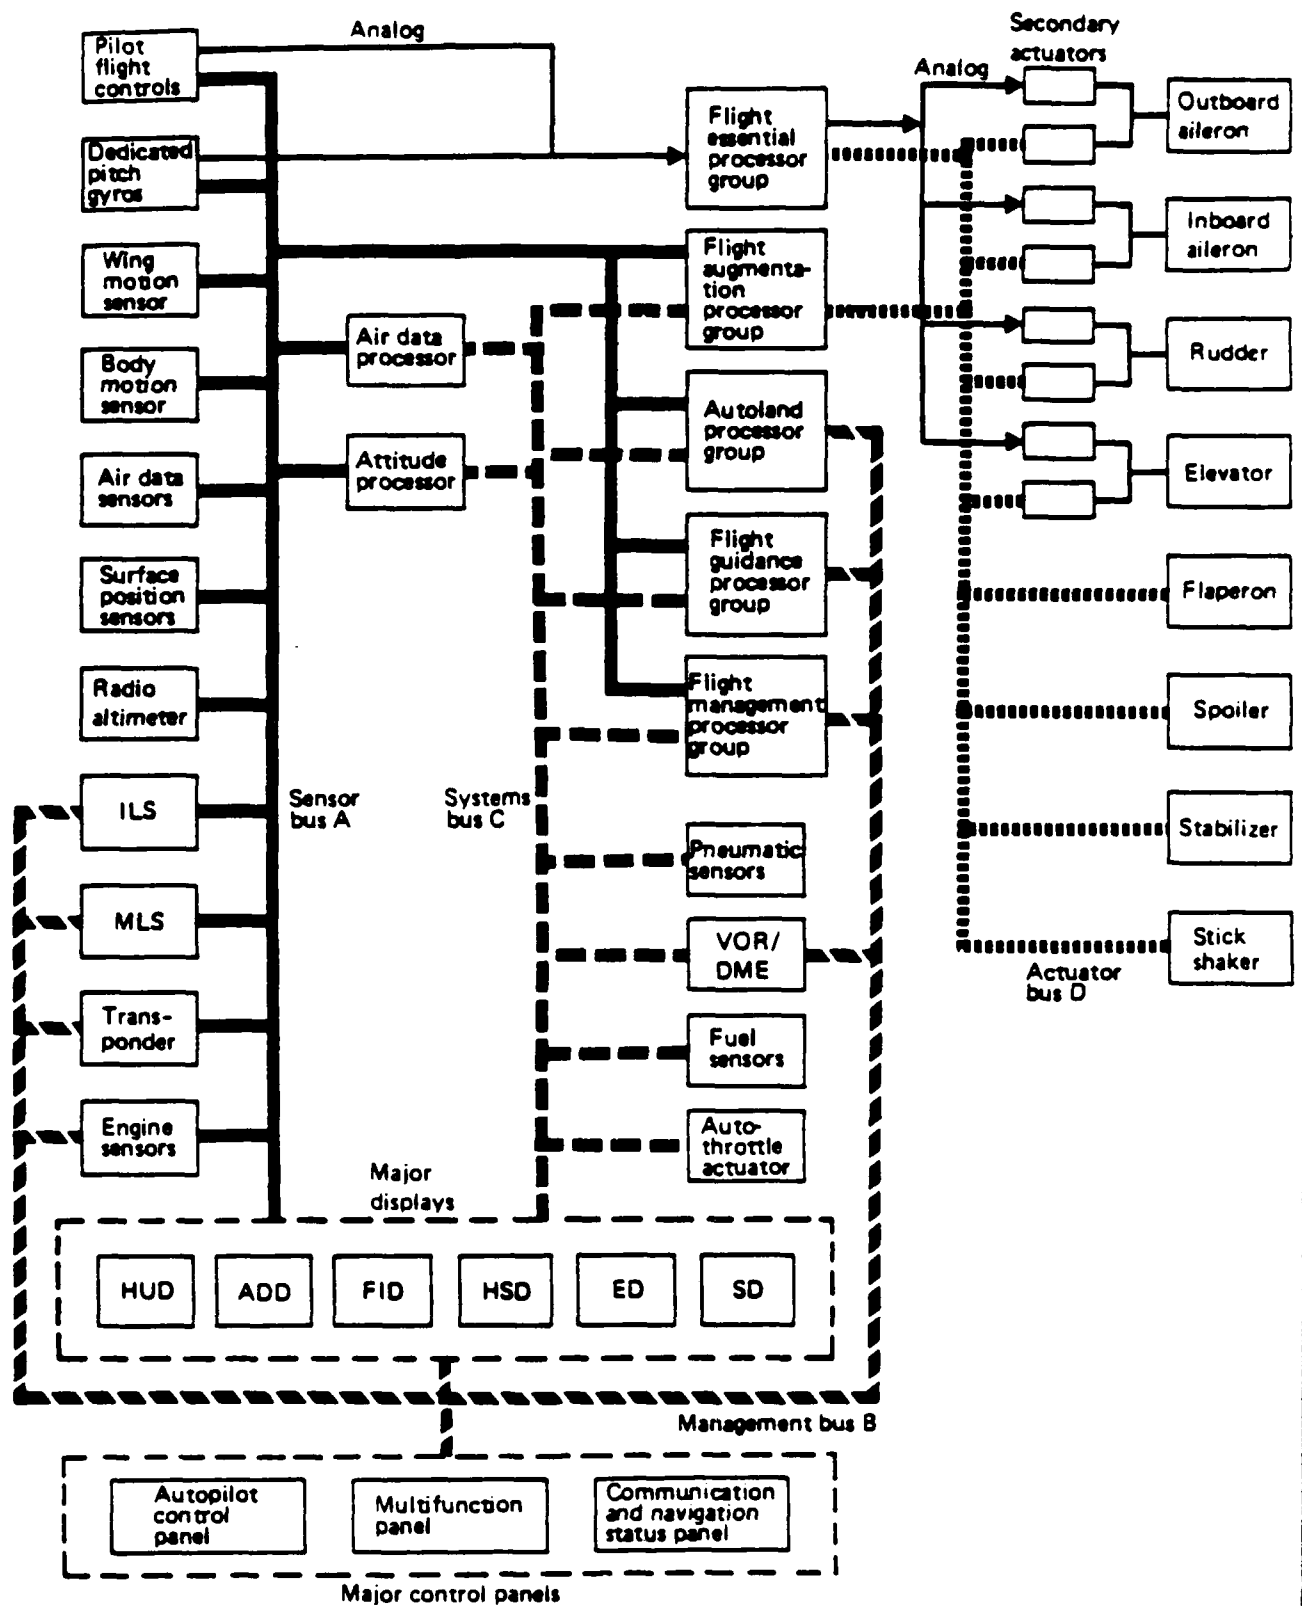 Analog
Pilot
flight
controls
Dedicated
pitch
gyros
Wing
motion
sensor
Body
motion
sensor
Air data
sensors
Surface
position
sensors
Radio
altimeter
ILS
MLS
Trans-
ponder
Engine
sensors
Air data
processor
Attitude
processor
Sensor
bus A
Systems
bus C
Flight
essential
processor
group
Flight
augmenta-
tion
processor
group
Autoland
processor
group
Flight
guidance
processor
group
Flight
management
processor
group
Pneumatic
sensors
VOR/
DME
Fuel
sensors
Auto-
throttle
actuator
Analog
Secondary
actuators
Outboard
aileron
Inboard
aileron
Rudder
Elevator
Flaperon
Spoiler
Stabilizer
Stick
shaker
Actuator
bus D
Major
displays
HUD
ADD
FID
HSD
ED
SD
Management bus B
Autopilot
control
panel
Multifunction
panel
Communication
and navigation
status panel
Major control panels